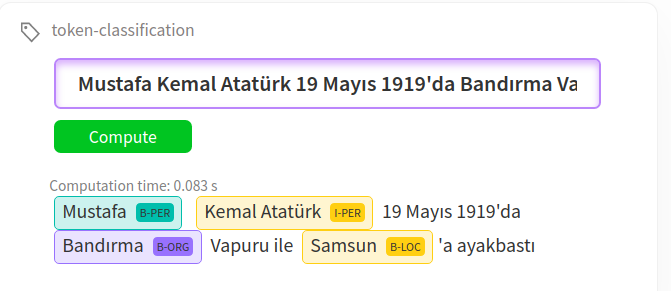 token-classification
Mustafa Kemal Atatürk 19 Mayıs 1919'da Bandırma Va
Compute
Computation time: 0.083 s
Mustafa B-PER Kemal Atatürk I-PER 19 Mayıs 1919'da
Bandırma B-ORG Vapuru ile Samsun B-LOC 'a ayakbastı